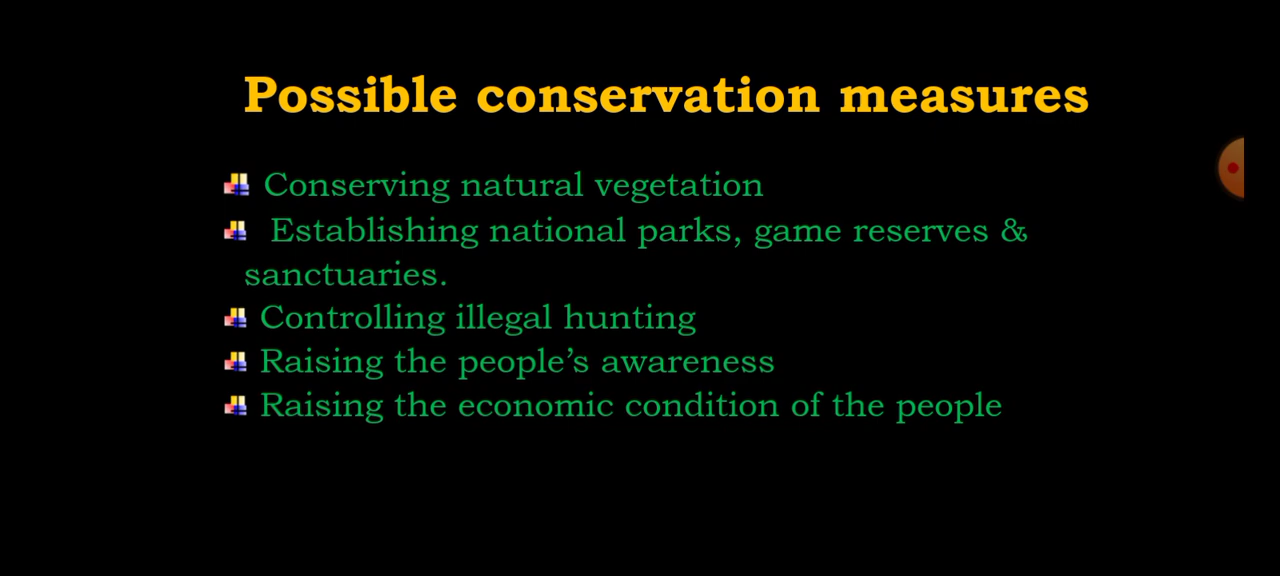 Possible conservation measures
Conserving natural vegetation
Establishing national parks, game reserves &
sanctuaries.
Controlling illegal hunting
Raising the people’s awareness
Raising the economic condition of the people